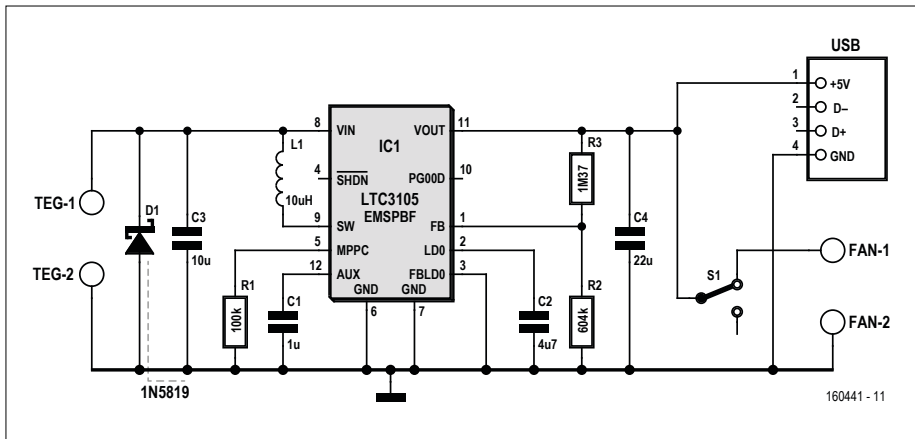 USB
1
+5V
2
D–
3
D+
4
GND
8
VIN
VOUT
11
IC1
L1
R3
4
SHDN
PG00D
10
1M37
TEG-1
10uH
LTC3105
EMSPBF
D1
C3
9
SW
FB
1
C4
10u
5
MPPC
LD0
2
FAN-1
TEG-2
12
AUX
FBLD0
3
22u
S1
R1
C1
GND
GND
C2
R2
100k
6
7
604k
1u
4u7
FAN-2
1N5819
160441 - 11